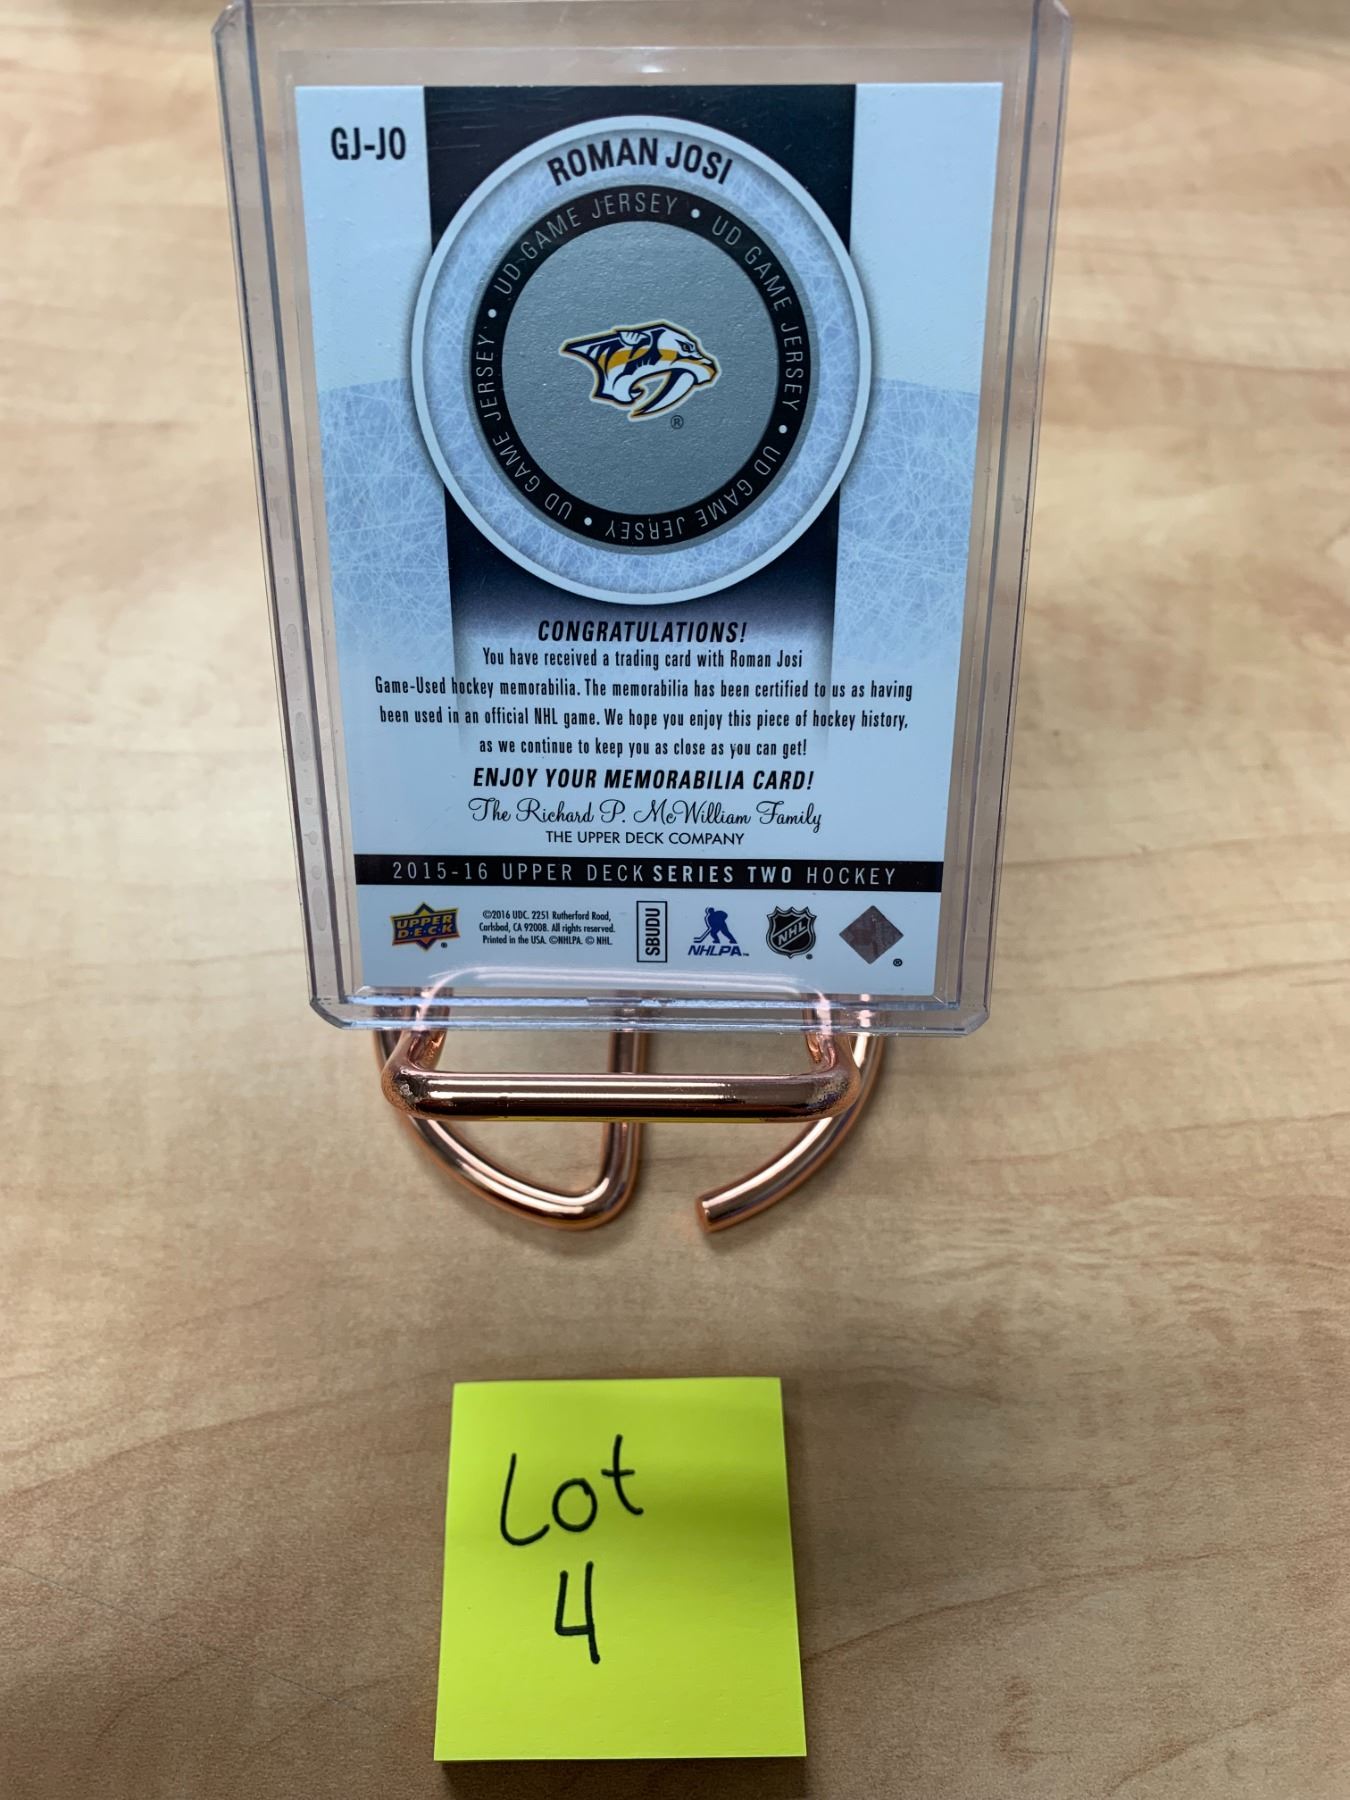 GJ-JO
ROMAN JOSI
UD GAME JERSEY • UD GAME JERSEY • UD GAME JERSEY • UD GAME JERSEY •
®
CONGRATULATIONS!
You have received a trading card with Roman Josi
Game-Used hockey memorabilia. The memorabilia has been certified to us as having
been used in an official NHL game. We hope you enjoy this piece of hockey history,
as we continue to keep you as close as you can get!
ENJOY YOUR MEMORABILIA CARD!
The Richard P. McWilliam Family
THE UPPER DECK COMPANY
2015-16 UPPER DECK SERIES TWO HOCKEY
UPPER
D·E·C·K
®
©2016 UDC. 2251 Rutherford Road,
Carlsbad, CA 92008. All rights reserved.
Printed in the USA. ©NHLPA. © NHL.
SBUDU
NHLPA™
NHL
®
®
Lot
4